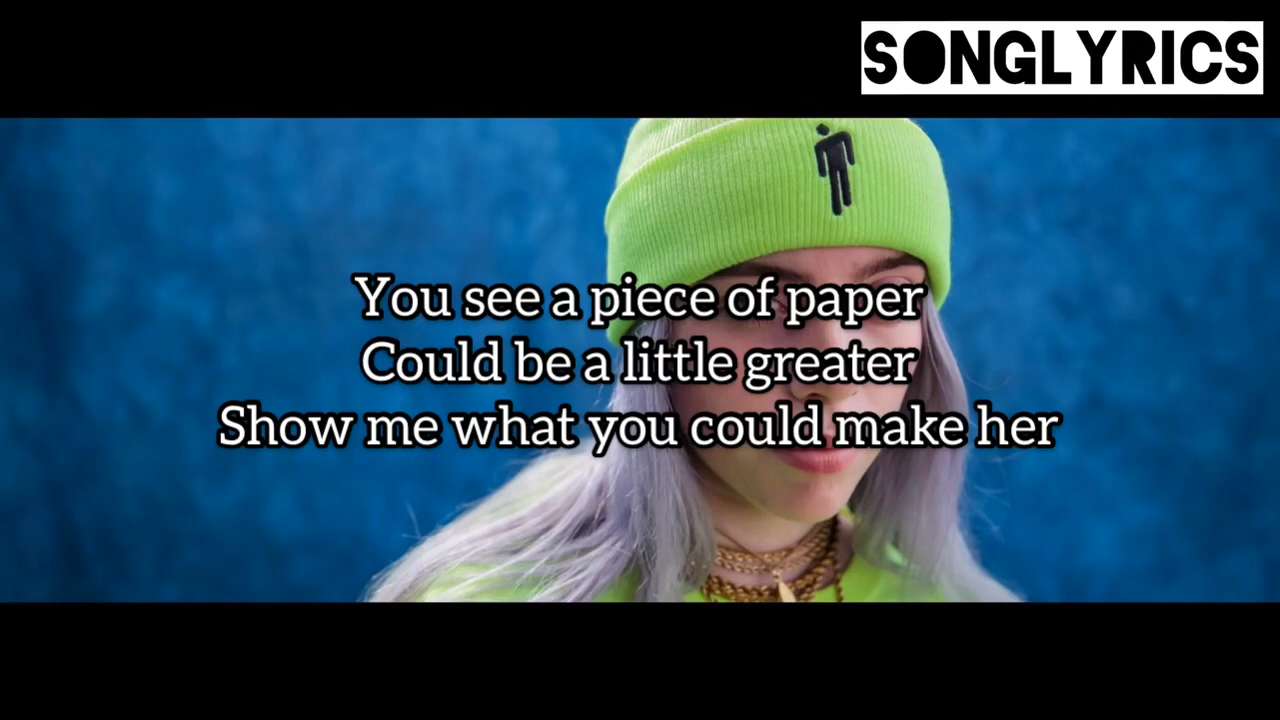 SONGLYRICS
You see a piece of paper
Could be a little greater
Show me what you could make her